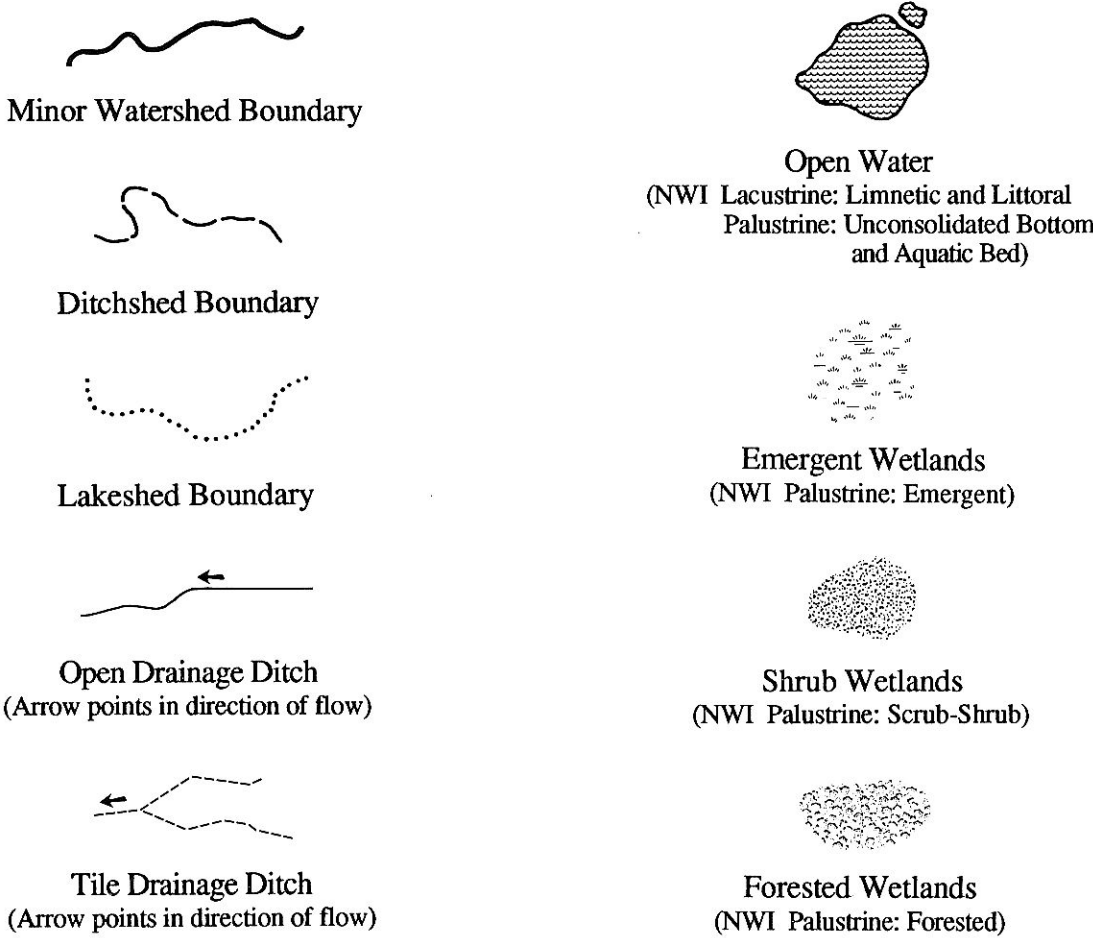 Minor Watershed Boundary
Ditchshed Boundary
Lakeshed Boundary
Open Drainage Ditch
(Arrow points in direction of flow)
Tile Drainage Ditch
(Arrow points in direction of flow)
Open Water
(NWI Lacustrine: Limnetic and Littoral
Palustrine: Unconsolidated Bottom
and Aquatic Bed)
Emergent Wetlands
(NWI Palustrine: Emergent)
Shrub Wetlands
(NWI Palustrine: Scrub-Shrub)
Forested Wetlands
(NWI Palustrine: Forested)